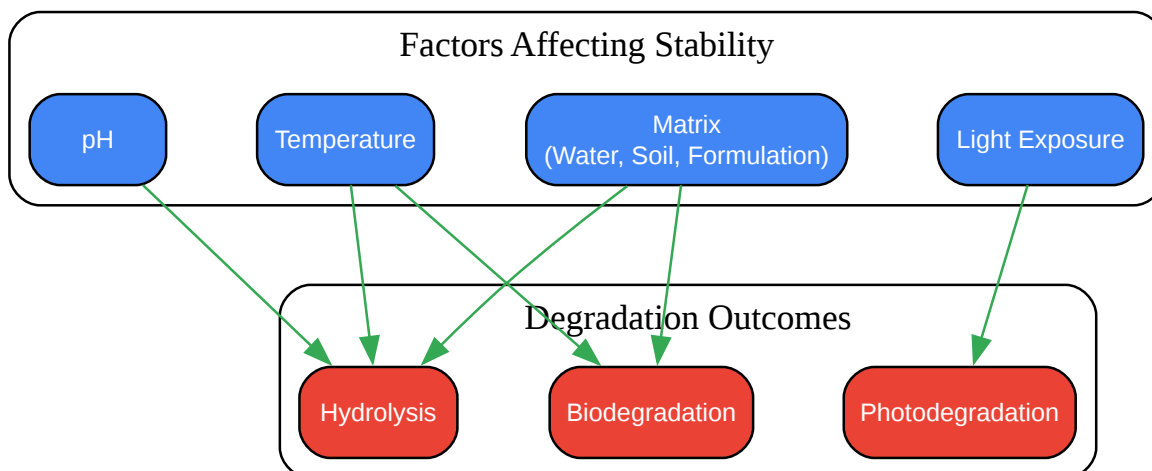 Factors Affecting Stability
pH
Temperature
Matrix
(Water, Soil, Formulation)
Light Exposure
Degradation Outcomes
Hydrolysis
Biodegradation
Photodegradation